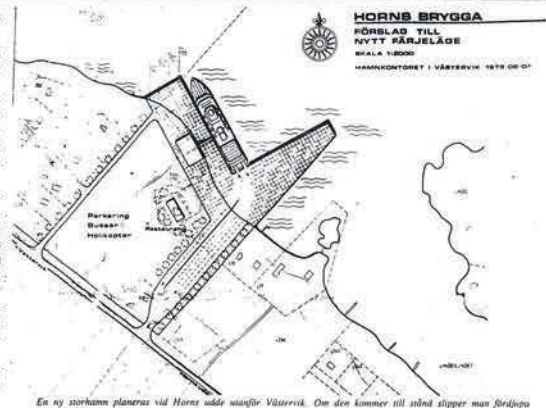 HORNS BRYGGA
FÖRSLAG TILL
NYTT FÄRJELÄGE
SKALA 1:2000
HAMNKONTORET I VÄSTERVIK
Parkering
Bussar
Helikopter
Restaurang
En ny storhamn planeras vid Horns udde utanför Västervik. Om den kommer till stånd slipper man fördjupa